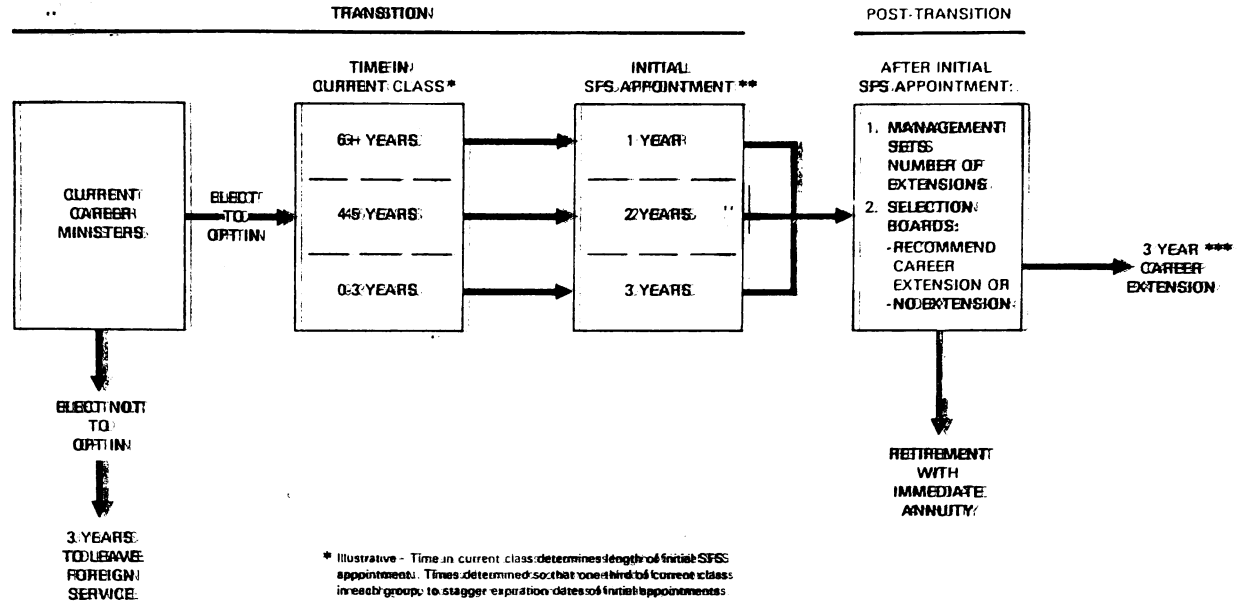 TRANSITION
POST-TRANSITION
TIME IN
CURRENT CLASS*
INITIAL
SFS APPOINTMENT **
AFTER INITIAL
SFS APPOINTMENT:
CURRENT
CAREER
MINISTERS
ELECT
TO
OPT IN
6+ YEARS
4-5 YEARS
0-3 YEARS
1 YEAR
2 YEARS
3 YEARS
1. MANAGEMENT
SETS
NUMBER OF
EXTENSIONS
2. SELECTION
BOARDS:
-RECOMMEND
CAREER
EXTENSION OR
-NO EXTENSION
3 YEAR ***
CAREER
EXTENSION
ELECT NOT
TO
OPT IN
3 YEARS
TO LEAVE
FOREIGN
SERVICE
RETIREMENT
WITH
IMMEDIATE
ANNUITY
* Illustrative - Time in current class determines length of initial SFS
appointment. Times determined so that one-third of current class
in each group, to stagger expiration dates of initial appointments